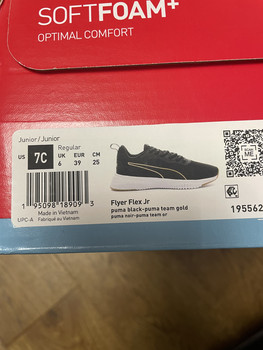 SOFTFOAM+
OPTIMAL COMFORT
Junior / Junior
Regular
US 7C UK 6 EUR 39 CM 25
ME
1 95098 18909 3
Made in Vietnam
UPC-A Fabriqué au Vietnam
Flyer Flex Jr
puma black-puma team gold
puma noir-puma team or
195562